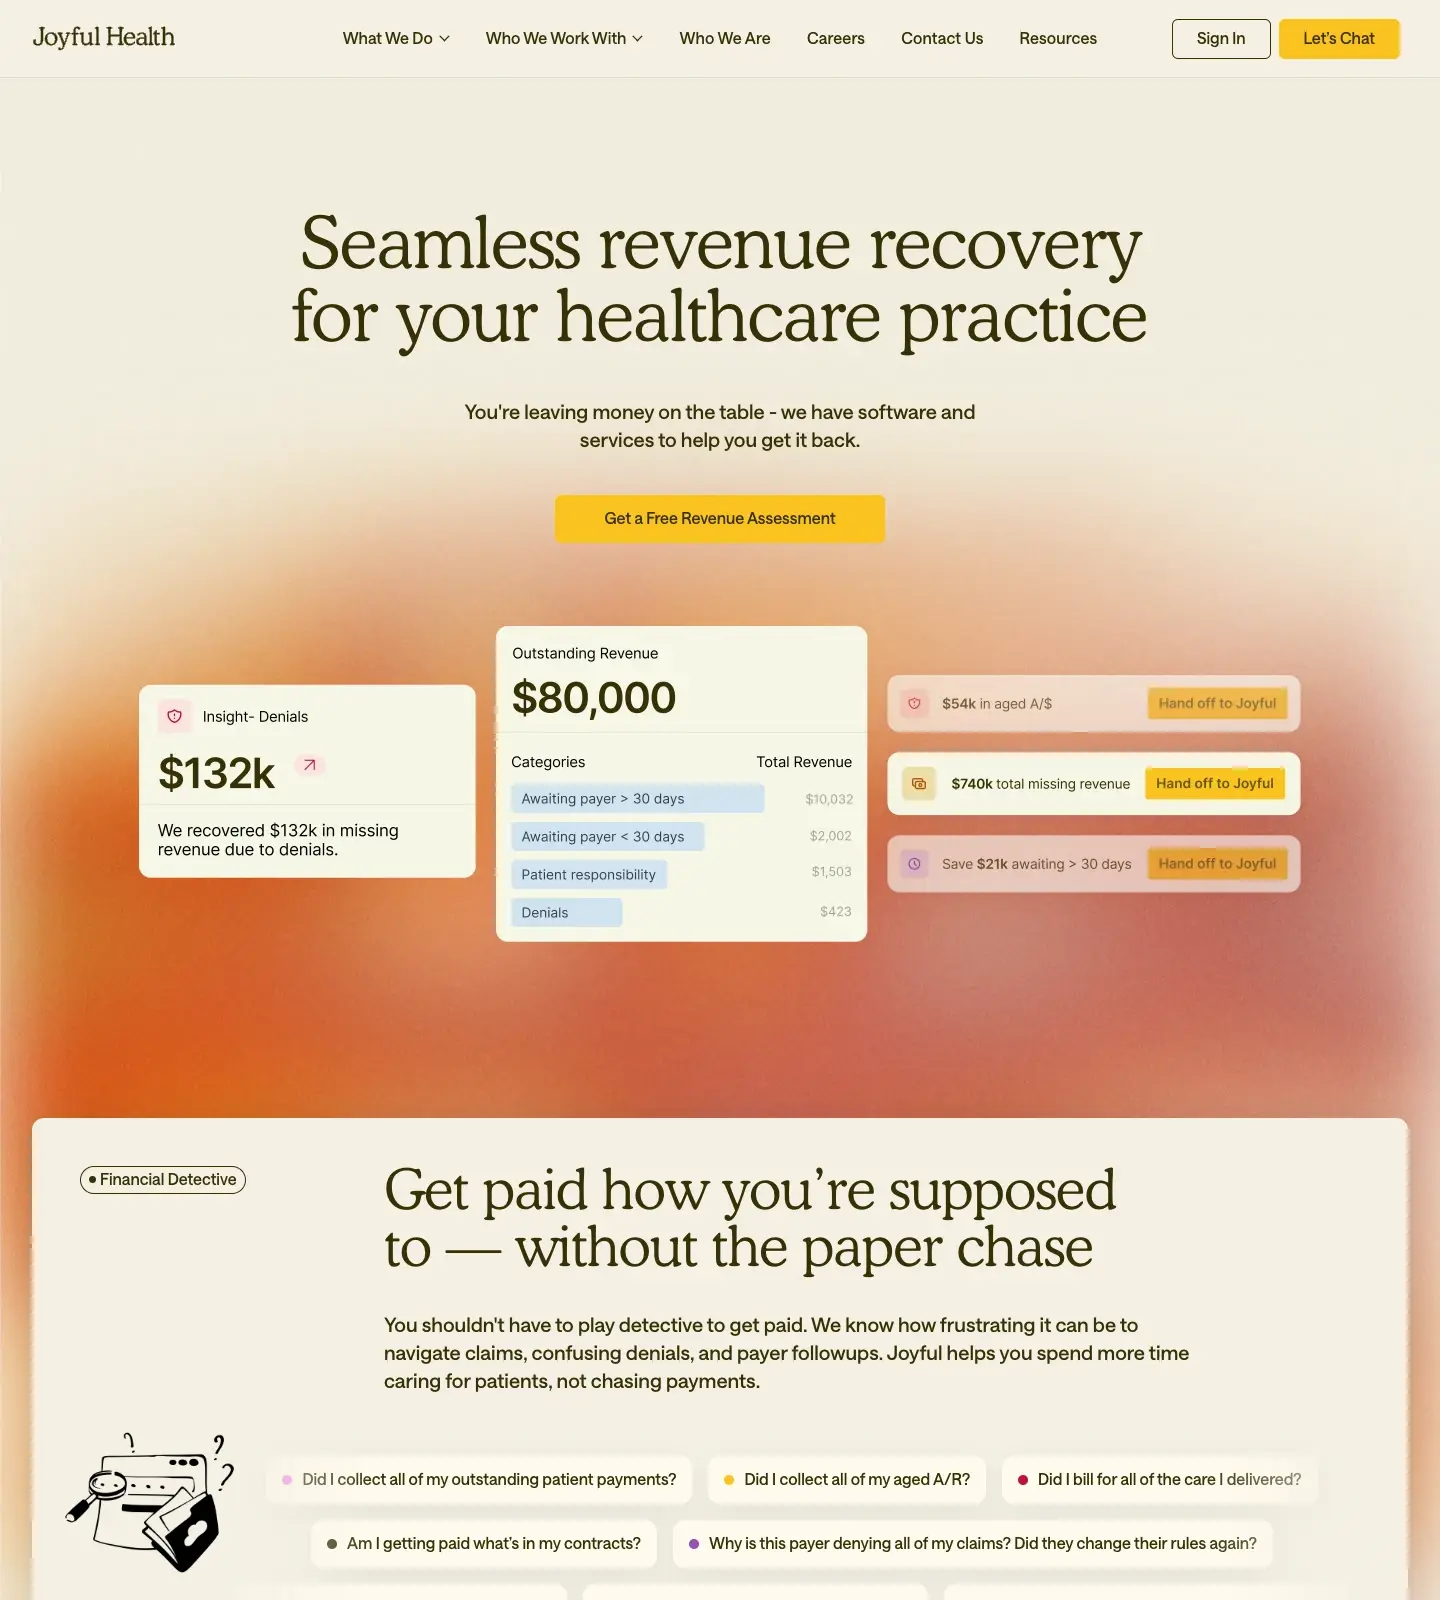 Joyful Health
What We Do
Who We Work With
Who We Are
Careers
Contact Us
Resources
Sign In
Let's Chat
Seamless revenue recovery
for your healthcare practice
You're leaving money on the table - we have software and
services to help you get it back.
Get a Free Revenue Assessment
Insight- Denials
$132k
We recovered $132k in missing
revenue due to denials.
Outstanding Revenue
$80,000
Categories Total Revenue
Awaiting payer > 30 days $10,032
Awaiting payer < 30 days $2,002
Patient responsibility $1,503
Denials $423
$54k in aged A/$ Hand off to Joyful
$740k total missing revenue Hand off to Joyful
Save $21k awaiting > 30 days Hand off to Joyful
Financial Detective
Get paid how you’re supposed
to — without the paper chase
You shouldn't have to play detective to get paid. We know how frustrating it can be to
navigate claims, confusing denials, and payer followups. Joyful helps you spend more time
caring for patients, not chasing payments.
Did I collect all of my outstanding patient payments?
Did I collect all of my aged A/R?
Did I bill for all of the care I delivered?
Am I getting paid what's in my contracts?
Why is this payer denying all of my claims? Did they change their rules again?